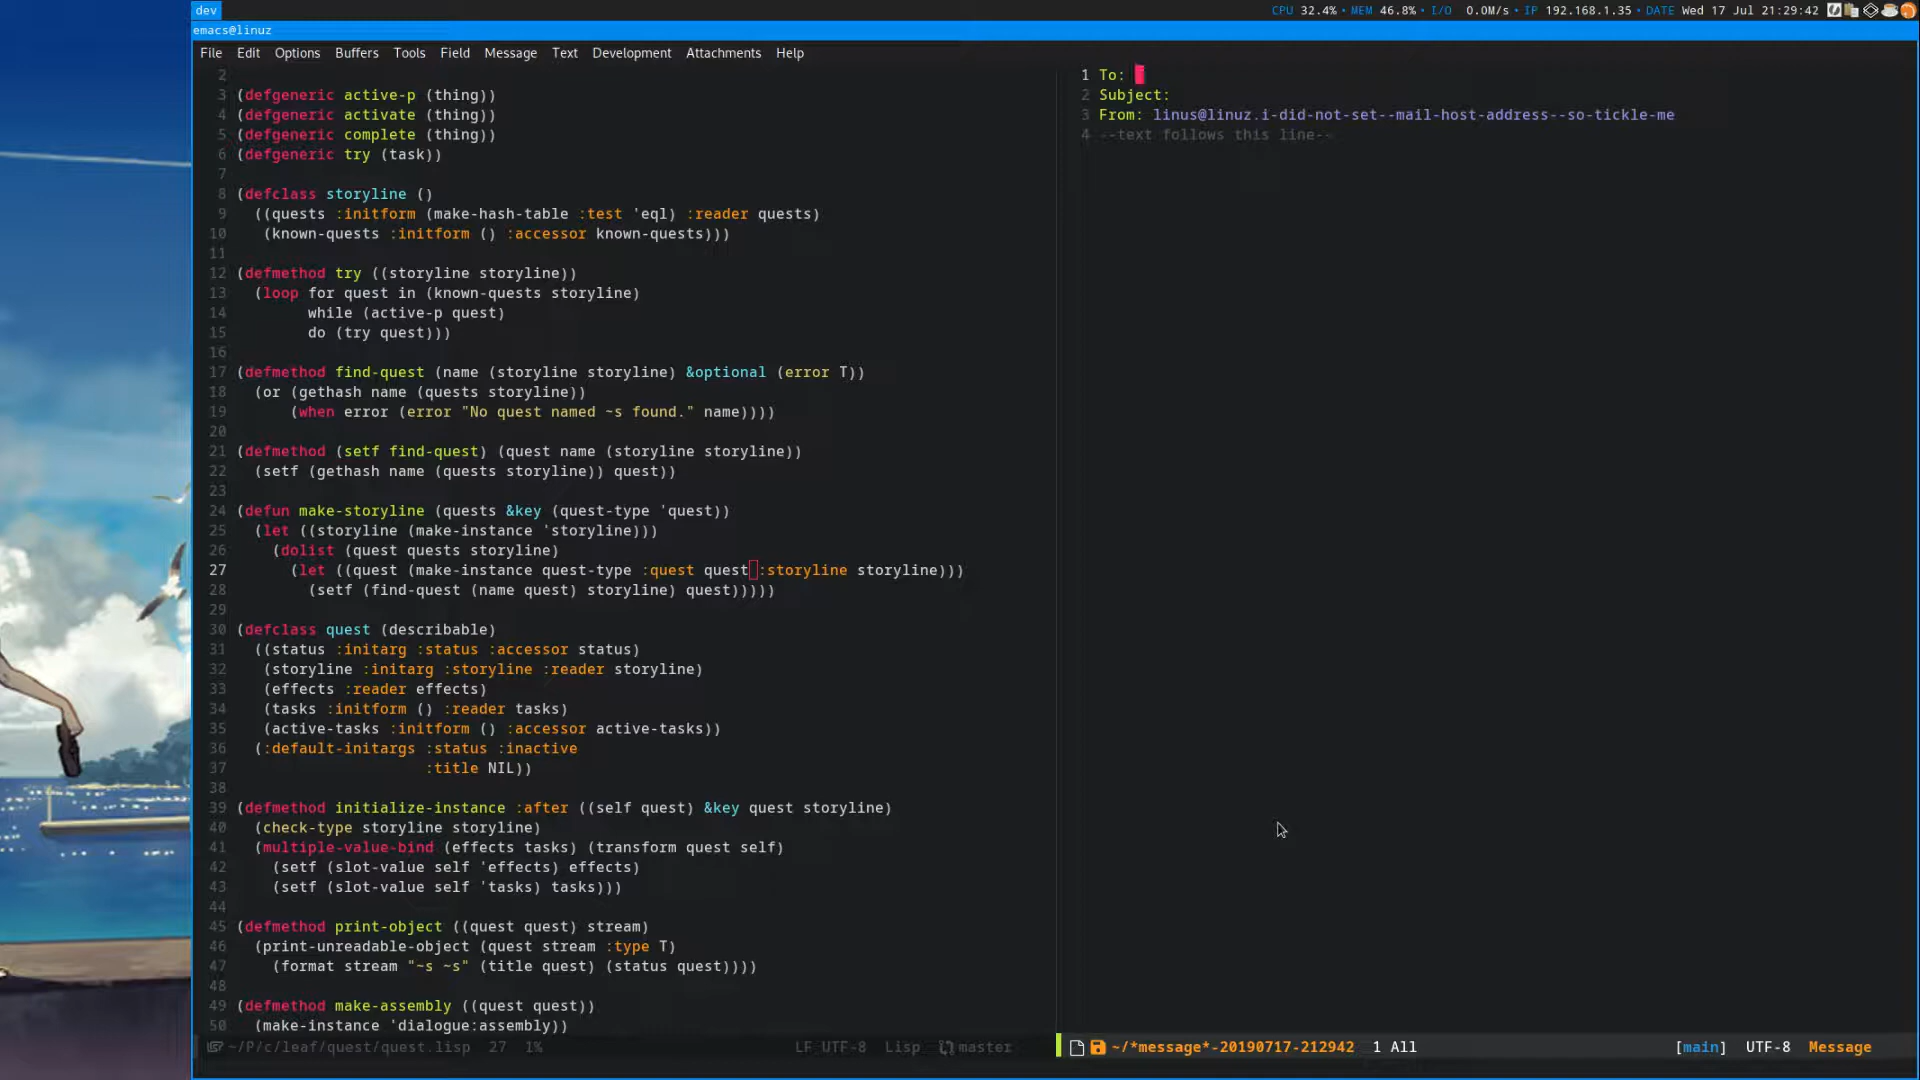 dev
CPU 32.4% • MEM 46.8% • I/O 0.0M/s • IP 192.168.1.35 • DATE Wed 17 Jul 21:29:42
emacs@linuz
File Edit Options Buffers Tools Field Message Text Development Attachments Help
2
3 (defgeneric active-p (thing))
4 (defgeneric activate (thing))
5 (defgeneric complete (thing))
6 (defgeneric try (task))
7
8 (defclass storyline ()
9 ((quests :initform (make-hash-table :test 'eql) :reader quests)
10 (known-quests :initform () :accessor known-quests)))
11
12 (defmethod try ((storyline storyline))
13 (loop for quest in (known-quests storyline)
14 while (active-p quest)
15 do (try quest)))
16
17 (defmethod find-quest (name (storyline storyline) &optional (error T))
18 (or (gethash name (quests storyline))
19 (when error (error "No quest named ~s found." name))))
20
21 (defmethod (setf find-quest) (quest name (storyline storyline))
22 (setf (gethash name (quests storyline)) quest))
23
24 (defun make-storyline (quests &key (quest-type 'quest))
25 (let ((storyline (make-instance 'storyline)))
26 (dolist (quest quests storyline)
27 (let ((quest (make-instance quest-type :quest quest :storyline storyline)))
28 (setf (find-quest (name quest) storyline) quest)))))
29
30 (defclass quest (describable)
31 ((status :initarg :status :accessor status)
32 (storyline :initarg :storyline :reader storyline)
33 (effects :reader effects)
34 (tasks :initform () :reader tasks)
35 (active-tasks :initform () :accessor active-tasks))
36 (:default-initargs :status :inactive
37 :title NIL))
38
39 (defmethod initialize-instance :after ((self quest) &key quest storyline)
40 (check-type storyline storyline)
41 (multiple-value-bind (effects tasks) (transform quest self)
42 (setf (slot-value self 'effects) effects)
43 (setf (slot-value self 'tasks) tasks)))
44
45 (defmethod print-object ((quest quest) stream)
46 (print-unreadable-object (quest stream :type T)
47 (format stream "~s ~s" (title quest) (status quest))))
48
49 (defmethod make-assembly ((quest quest))
50 (make-instance 'dialogue:assembly))
~/P/c/leaf/quest/quest.lisp 27 1% LF UTF-8 Lisp master
1 To:
2 Subject:
3 From: linus@linuz.i-did-not-set--mail-host-address--so-tickle-me
4 --text follows this line--
~/*message*-20190717-212942 1 All [main] UTF-8 Message